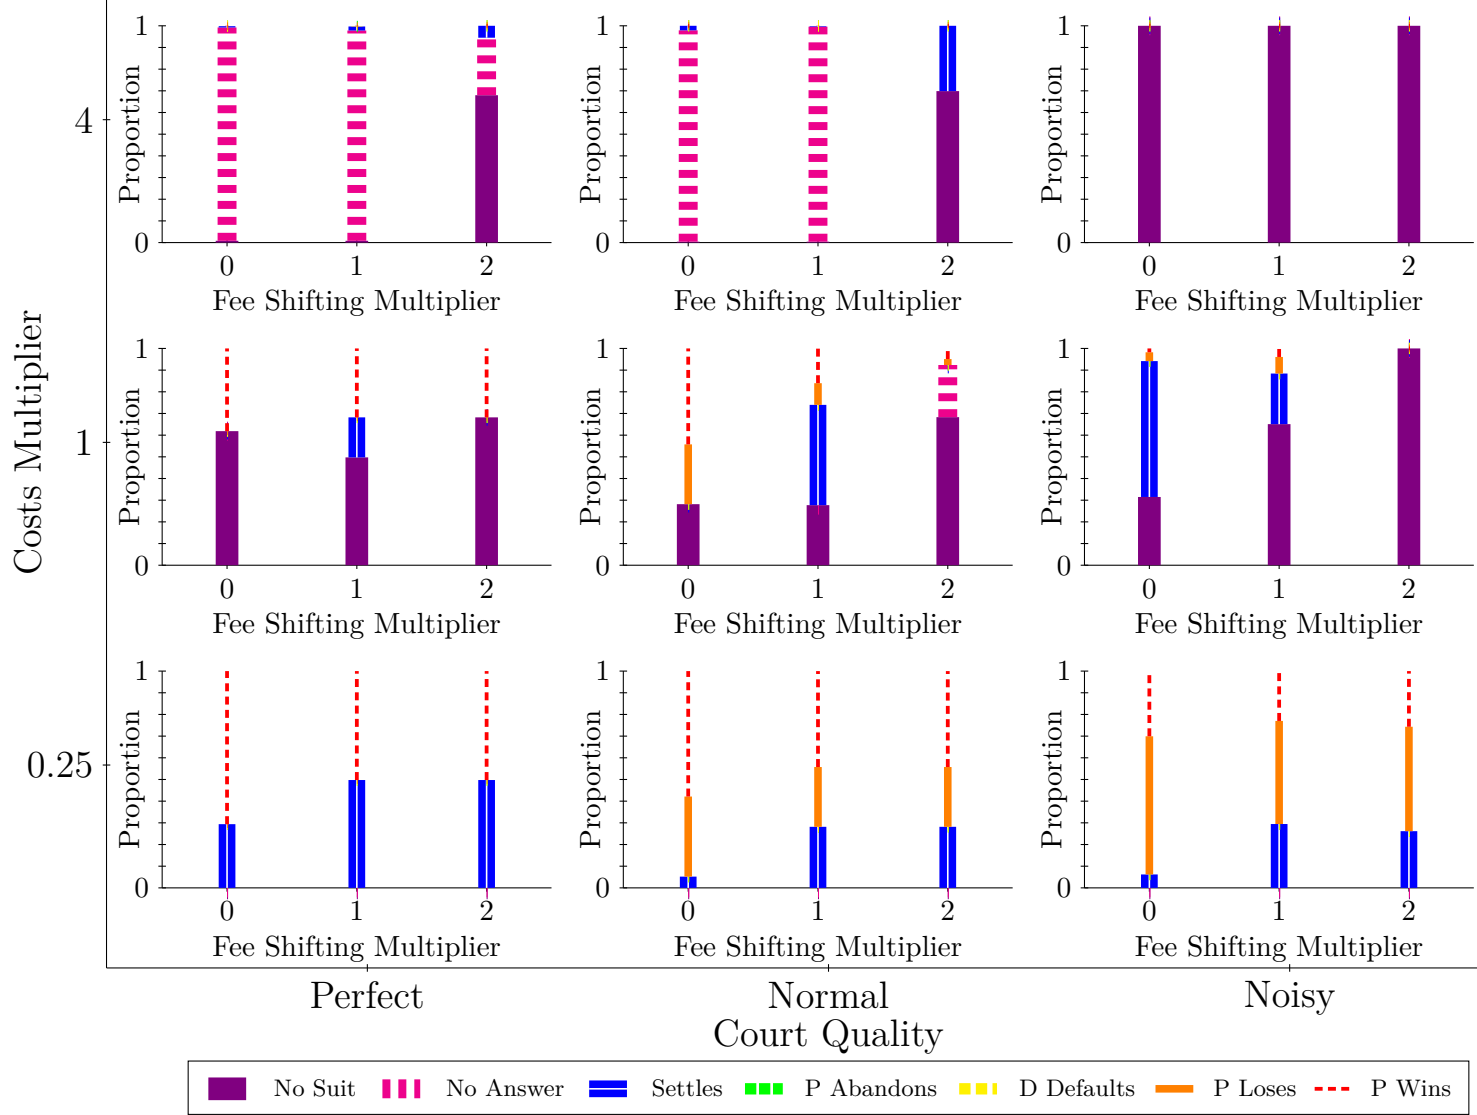 1
1
1
Proportion
Proportion
Proportion
4
0
0
0
0 1 2
0 1 2
0 1 2
Fee Shifting Multiplier
Fee Shifting Multiplier
Fee Shifting Multiplier
Costs Multiplier
1
1
1
Proportion
Proportion
Proportion
1
0
0
0
0 1 2
0 1 2
0 1 2
Fee Shifting Multiplier
Fee Shifting Multiplier
Fee Shifting Multiplier
1
1
1
Proportion
Proportion
Proportion
0.25
0
0
0
0 1 2
0 1 2
0 1 2
Fee Shifting Multiplier
Fee Shifting Multiplier
Fee Shifting Multiplier
Perfect
Normal
Noisy
Court Quality
No Suit No Answer Settles P Abandons D Defaults P Loses P Wins